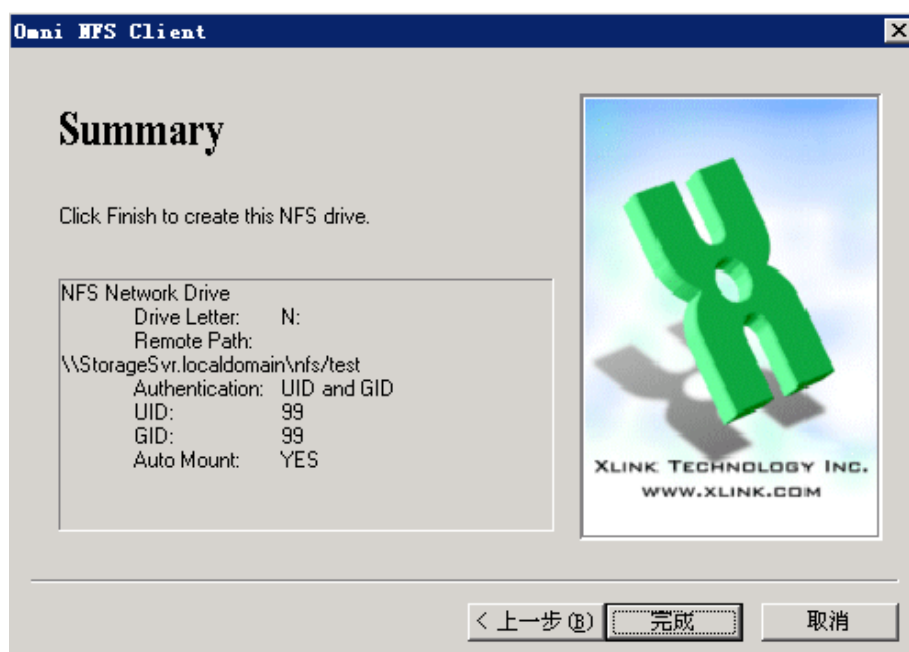 Omni NFS Client
Summary
Click Finish to create this NFS drive.
NFS Network Drive
Drive Letter: N:
Remote Path:
\\StorageSvr.localdomain\nfs/test
Authentication: UID and GID
UID: 99
GID: 99
Auto Mount: YES
XLINK TECHNOLOGY INC.
WWW.XLINK.COM
< 上一步(B)
完成
取消